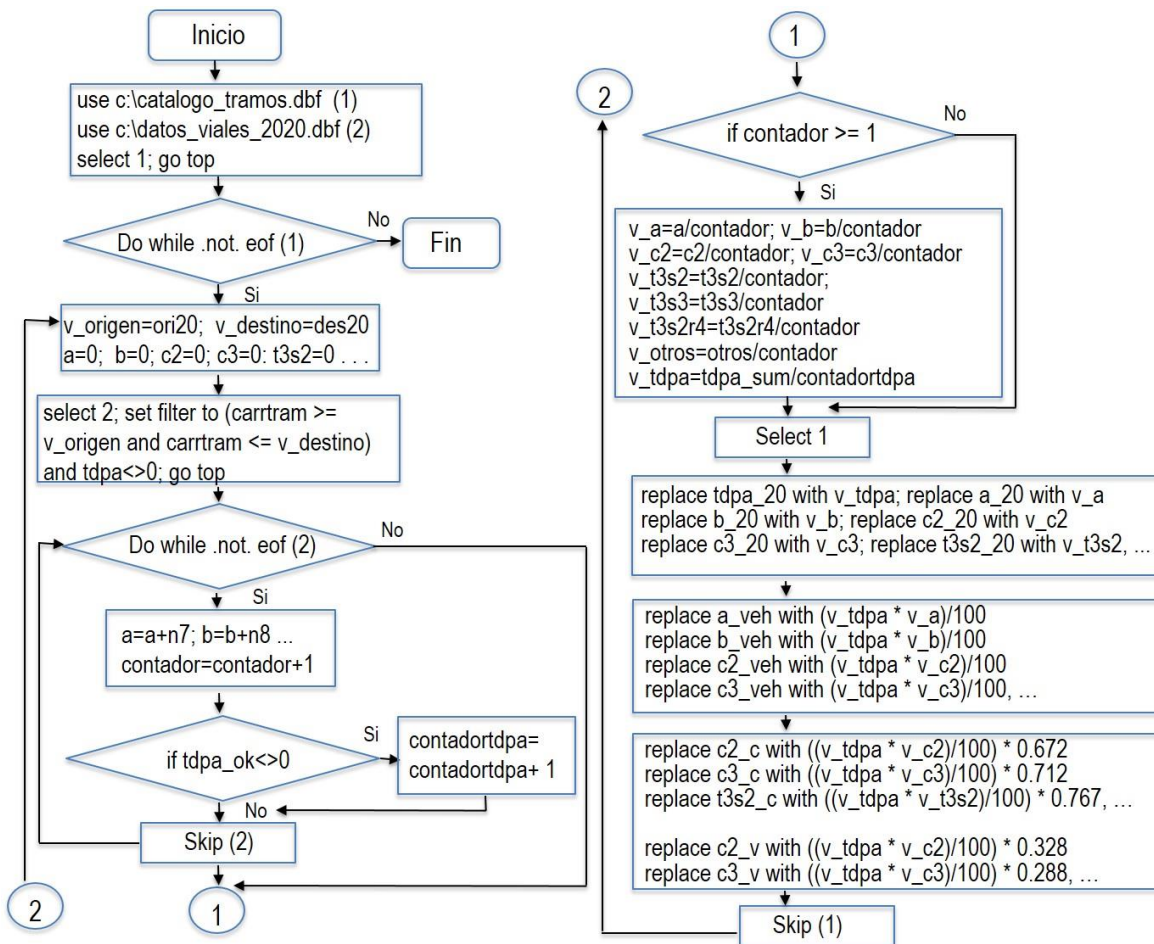 Inicio
use c:\catalogo_tramos.dbf (1)
use c:\datos_viales_2020.dbf (2)
select 1; go top
Do while .not. eof (1)
No
Fin
Si
v_origen=ori20; v_destino=des20
a=0; b=0; c2=0; c3=0: t3s2=0 . . .
select 2; set filter to (carrtram >=
v_origen and carrtram <= v_destino)
and tdpa<>0; go top
Do while .not. eof (2)
No
Si
a=a+n7; b=b+n8 ...
contador=contador+1
if tdpa_ok<>0
Si
contadortdpa=
contadortdpa+ 1
No
Skip (2)
2
1
1
2
if contador >= 1
No
Si
v_a=a/contador; v_b=b/contador
v_c2=c2/contador; v_c3=c3/contador
v_t3s2=t3s2/contador;
v_t3s3=t3s3/contador
v_t3s2r4=t3s2r4/contador
v_otros=otros/contador
v_tdpa=tdpa_sum/contadortdpa
Select 1
replace tdpa_20 with v_tdpa; replace a_20 with v_a
replace b_20 with v_b; replace c2_20 with v_c2
replace c3_20 with v_c3; replace t3s2_20 with v_t3s2, ...
replace a_veh with (v_tdpa * v_a)/100
replace b_veh with (v_tdpa * v_b)/100
replace c2_veh with (v_tdpa * v_c2)/100
replace c3_veh with (v_tdpa * v_c3)/100, ...
replace c2_c with ((v_tdpa * v_c2)/100) * 0.672
replace c3_c with ((v_tdpa * v_c3)/100) * 0.712
replace t3s2_c with ((v_tdpa * v_t3s2)/100) * 0.767, ...
replace c2_v with ((v_tdpa * v_c2)/100) * 0.328
replace c3_v with ((v_tdpa * v_c3)/100) * 0.288, ...
Skip (1)